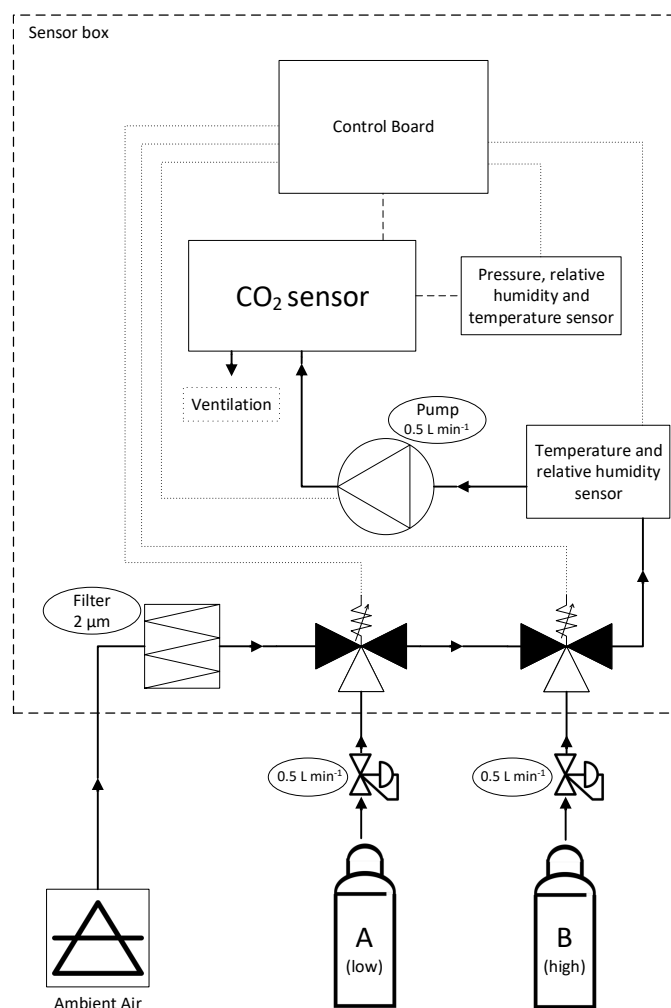 Sensor box
Control Board
CO₂ sensor
Pressure, relative
humidity and
temperature sensor
Ventilation
Pump
0.5 L min⁻¹
Temperature and
relative humidity
sensor
Filter
2 µm
0.5 L min⁻¹
0.5 L min⁻¹
A
(low)
B
(high)
Ambient Air